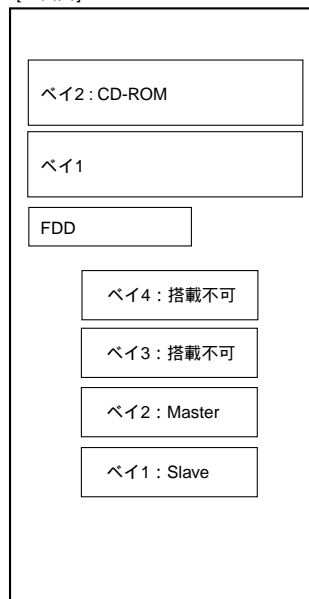 ベイ2 : CD-ROM
ベイ1
FDD
ベイ4：搭載不可
ベイ3：搭載不可
ベイ2：Master
ベイ1：Slave